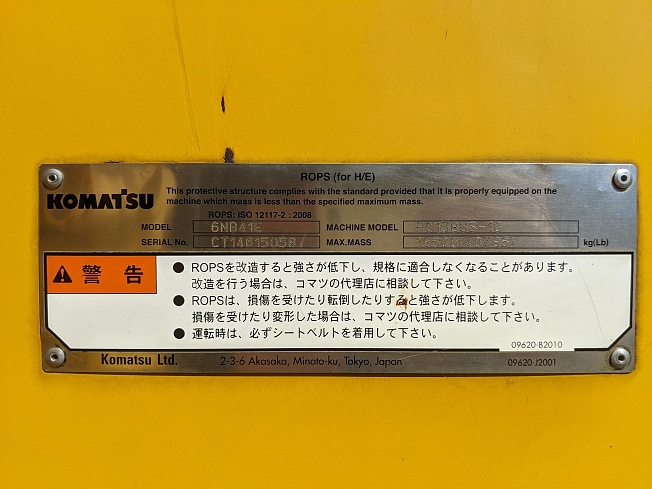 ROPS (for H/E)
KOMATSU
This protective structure complies with the standard provided that it is properly equipped on the
machine which mass is less than the specified maximum mass.
ROPS: ISO 12117-2 : 2008
MODEL 6NB41E MACHINE MODEL
SERIAL No. MAX.MASS kg(Lb)
警告
● ROPSを改造すると強さが低下し、規格に適合しなくなることがあります。
改造を行う場合は、コマツの代理店に相談して下さい。
● ROPSは、損傷を受けたり転倒したりすると強さが低下します。
損傷を受けたり変形した場合は、コマツの代理店に相談して下さい。
● 運転時は、必ずシートベルトを着用して下さい。
09620-B2010
Komatsu Ltd. 2-3-6 Akasaka, Minato-ku, Tokyo, Japan 09620-J2001